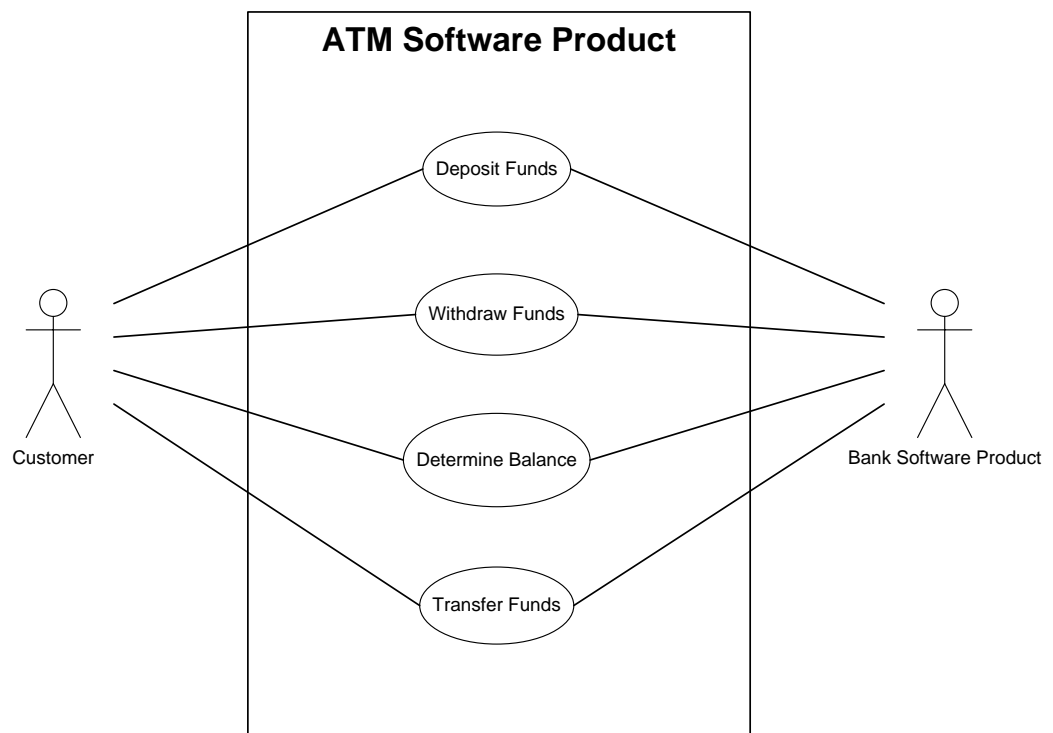 ATM Software Product
Deposit Funds
Withdraw Funds
Customer
Determine Balance
Bank Software Product
Transfer Funds